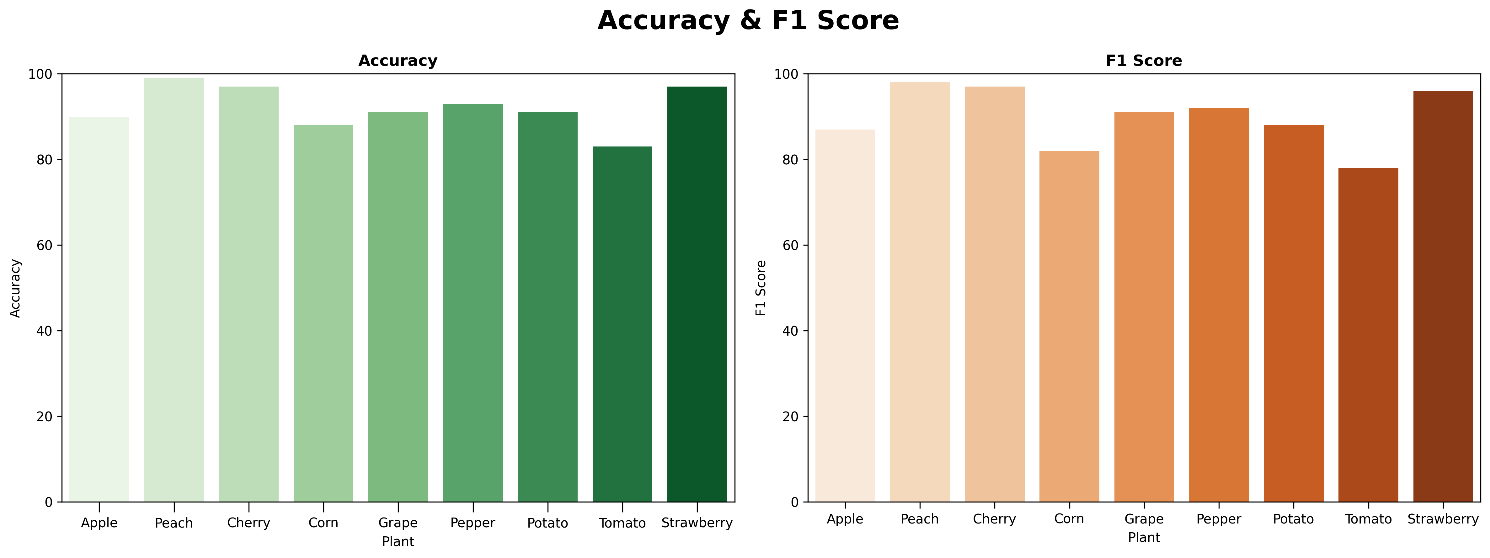 Accuracy & F1 Score
Accuracy
100
80
60
40
20
0
Accuracy
Apple Peach Cherry Corn Grape Pepper Potato Tomato Strawberry
Plant
F1 Score
100
80
60
40
20
0
F1 Score
Apple Peach Cherry Corn Grape Pepper Potato Tomato Strawberry
Plant